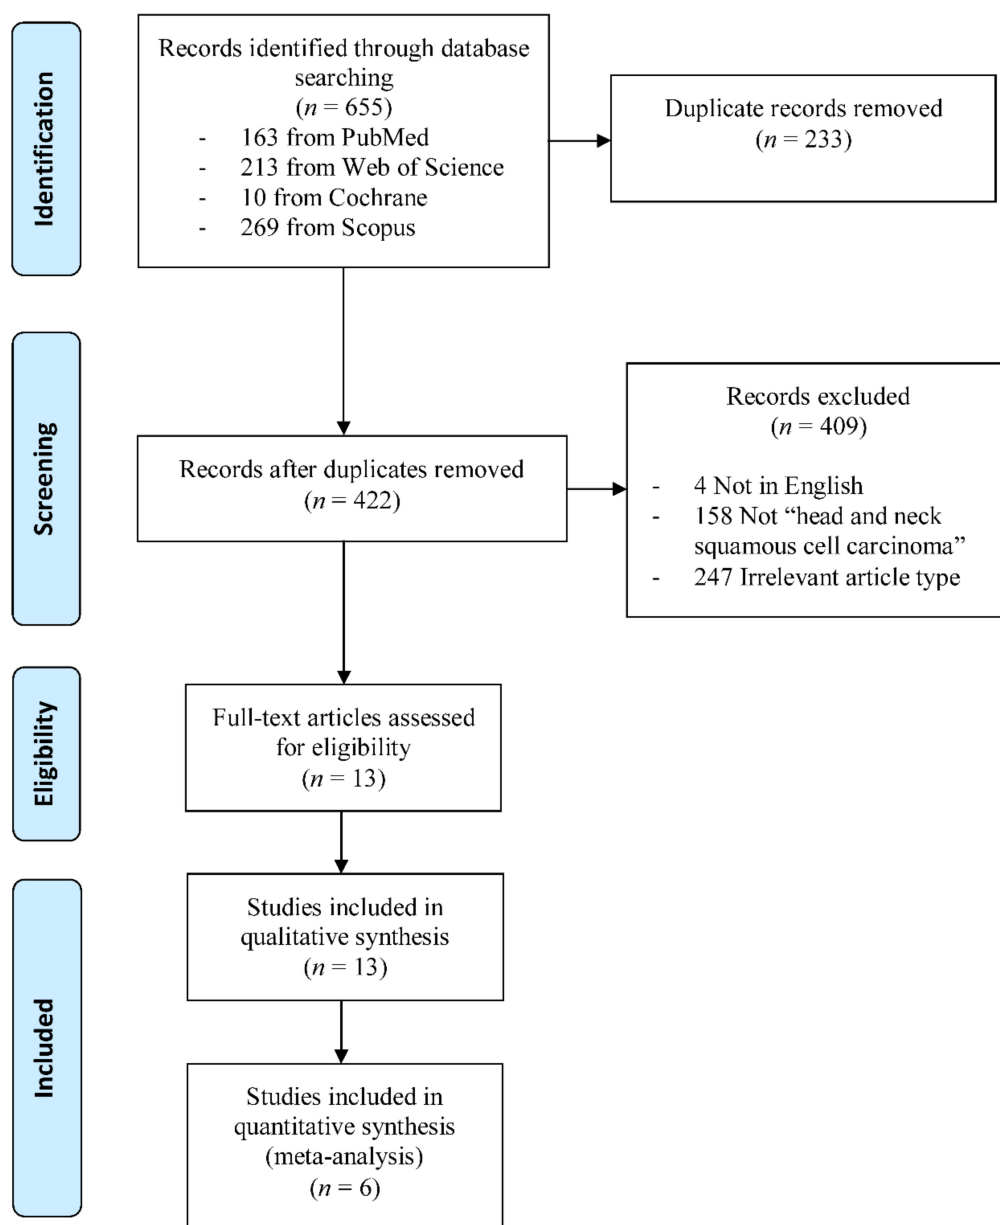 Identification
Records identified through database
searching
(n = 655)
- 163 from PubMed
- 213 from Web of Science
- 10 from Cochrane
- 269 from Scopus
Duplicate records removed
(n = 233)
Screening
Records after duplicates removed
(n = 422)
Records excluded
(n = 409)
- 4 Not in English
- 158 Not “head and neck
squamous cell carcinoma”
- 247 Irrelevant article type
Eligibility
Full-text articles assessed
for eligibility
(n = 13)
Included
Studies included in
qualitative synthesis
(n = 13)
Studies included in
quantitative synthesis
(meta-analysis)
(n = 6)